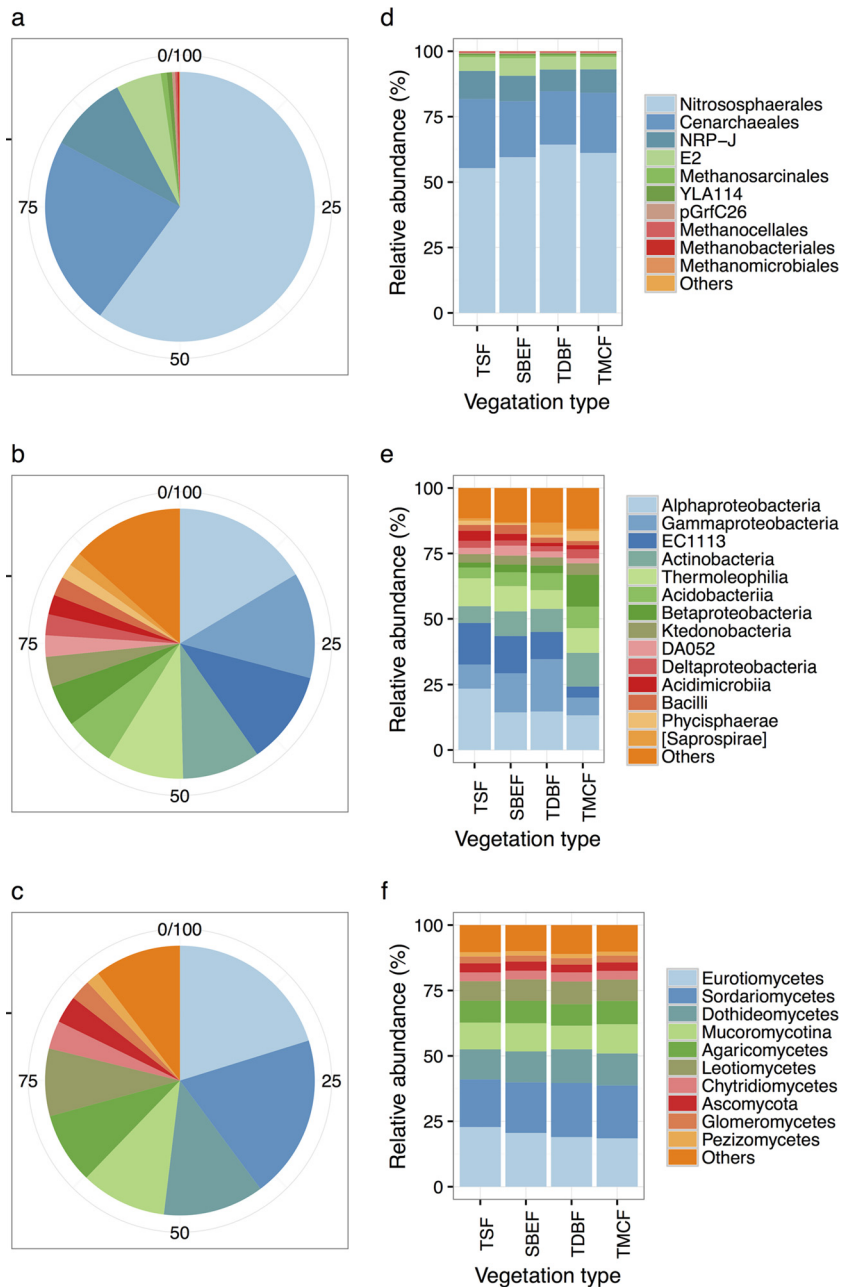 a
0/100
25
50
75
d
Relative abundance (%)
100
75
50
25
0
TSF
SBEF
TDBF
TMCF
Vegatation type
Nitrososphaerales
Cenarchaeales
NRP−J
E2
Methanosarcinales
YLA114
pGrfC26
Methanocellales
Methanobacteriales
Methanomicrobiales
Others
b
0/100
25
50
75
e
Relative abundance (%)
100
75
50
25
0
TSF
SBEF
TDBF
TMCF
Vegetation type
Alphaproteobacteria
Gammaproteobacteria
EC1113
Actinobacteria
Thermoleophilia
Acidobacteriia
Betaproteobacteria
Ktedonobacteria
DA052
Deltaproteobacteria
Acidimicrobiia
Bacilli
Phycisphaerae
[Saprospirae]
Others
c
0/100
25
50
75
f
Relative abundance (%)
100
75
50
25
0
TSF
SBEF
TDBF
TMCF
Vegetation type
Eurotiomycetes
Sordariomycetes
Dothideomycetes
Mucoromycotina
Agaricomycetes
Leotiomycetes
Chytridiomycetes
Ascomycota
Glomeromycetes
Pezizomycetes
Others